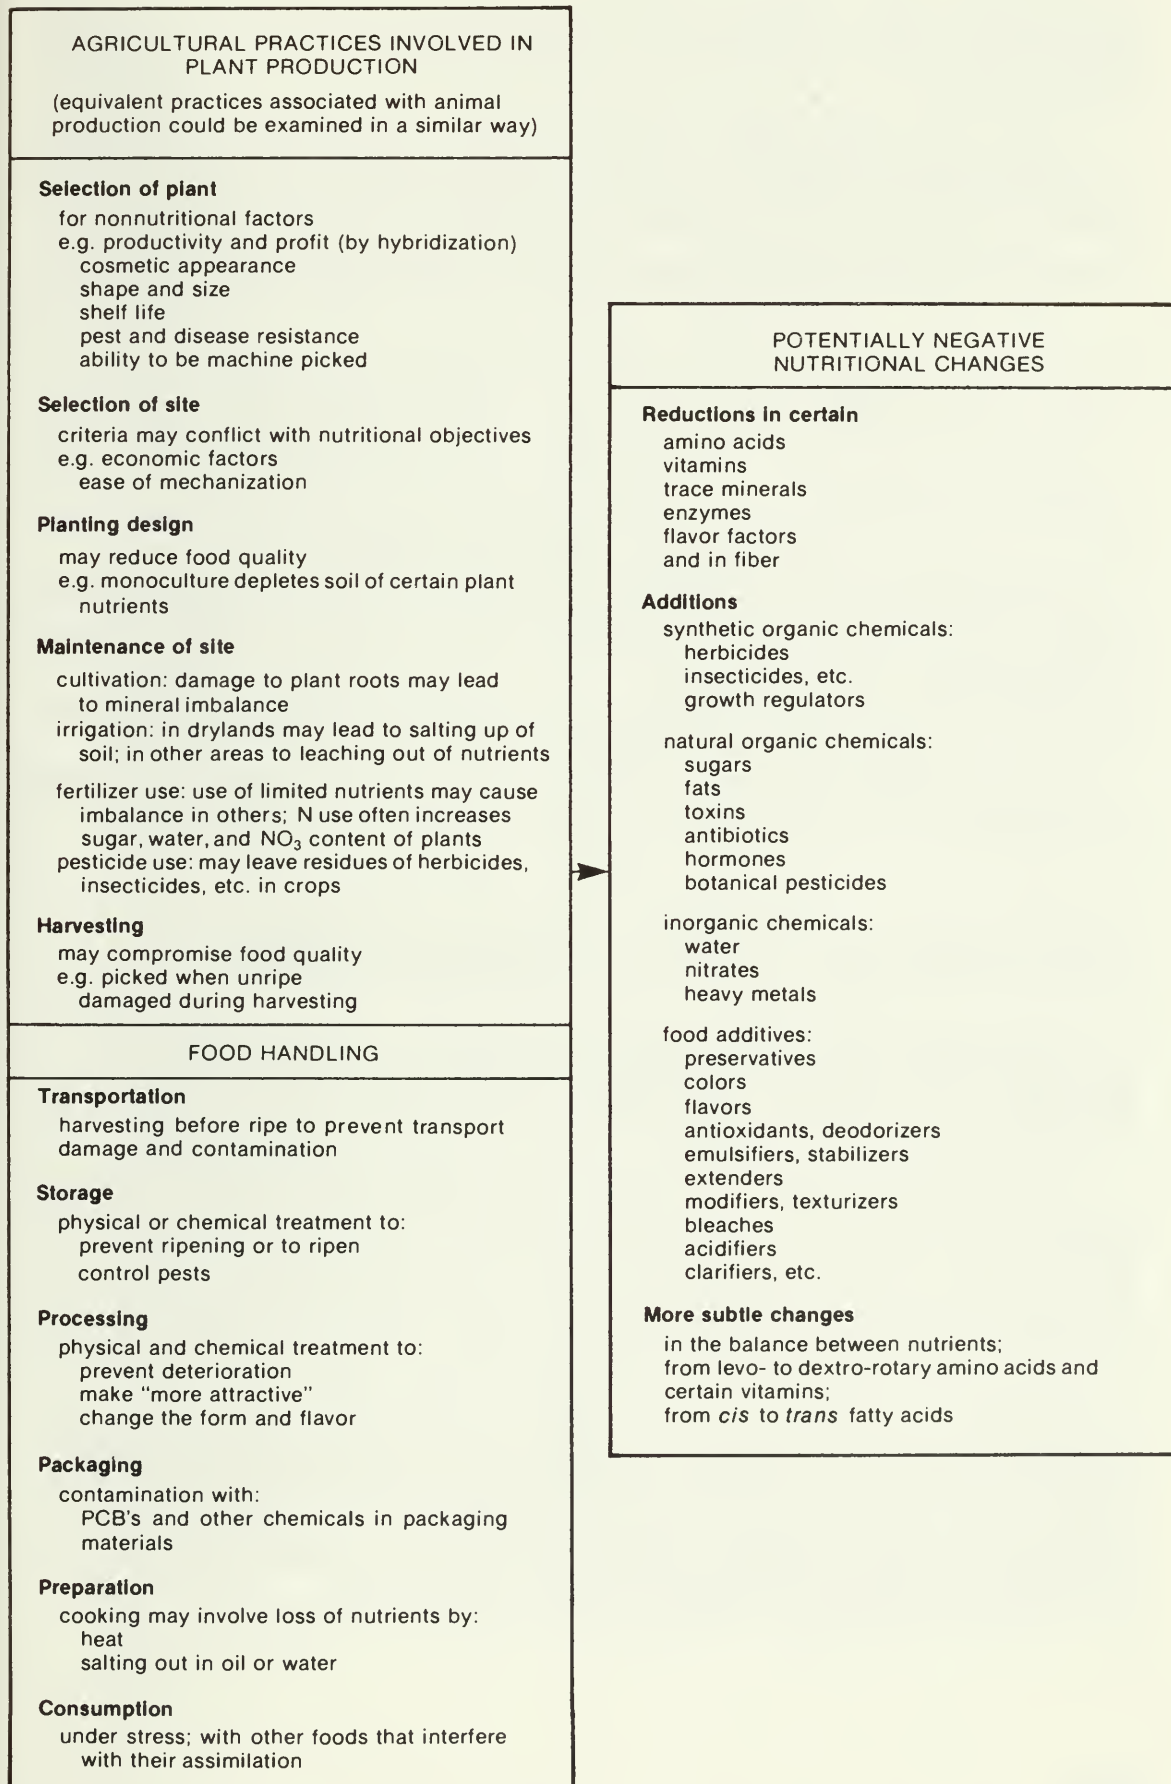 AGRICULTURAL PRACTICES INVOLVED IN
PLANT PRODUCTION
(equivalent practices associated with animal
production could be examined in a similar way)
Selection of plant
for nonnutritional factors
e.g. productivity and profit (by hybridization)
cosmetic appearance
shape and size
shelf life
pest and disease resistance
ability to be machine picked
Selection of site
criteria may conflict with nutritional objectives
e.g. economic factors
ease of mechanization
Planting design
may reduce food quality
e.g. monoculture depletes soil of certain plant
nutrients
Maintenance of site
cultivation: damage to plant roots may lead
to mineral imbalance
irrigation: in drylands may lead to salting up of
soil; in other areas to leaching out of nutrients
fertilizer use: use of limited nutrients may cause
imbalance in others; N use often increases
sugar, water, and NO₃ content of plants
pesticide use: may leave residues of herbicides,
insecticides, etc. in crops
Harvesting
may compromise food quality
e.g. picked when unripe
damaged during harvesting
FOOD HANDLING
Transportation
harvesting before ripe to prevent transport
damage and contamination
Storage
physical or chemical treatment to:
prevent ripening or to ripen
control pests
Processing
physical and chemical treatment to:
prevent deterioration
make "more attractive"
change the form and flavor
Packaging
contamination with:
PCB's and other chemicals in packaging
materials
Preparation
cooking may involve loss of nutrients by:
heat
salting out in oil or water
Consumption
under stress; with other foods that interfere
with their assimilation
POTENTIALLY NEGATIVE
NUTRITIONAL CHANGES
Reductions in certain
amino acids
vitamins
trace minerals
enzymes
flavor factors
and in fiber
Additions
synthetic organic chemicals:
herbicides
insecticides, etc.
growth regulators
natural organic chemicals:
sugars
fats
toxins
antibiotics
hormones
botanical pesticides
inorganic chemicals:
water
nitrates
heavy metals
food additives:
preservatives
colors
flavors
antioxidants, deodorizers
emulsifiers, stabilizers
extenders
modifiers, texturizers
bleaches
acidifiers
clarifiers, etc.
More subtle changes
in the balance between nutrients;
from levo- to dextro-rotary amino acids and
certain vitamins;
from cis to trans fatty acids